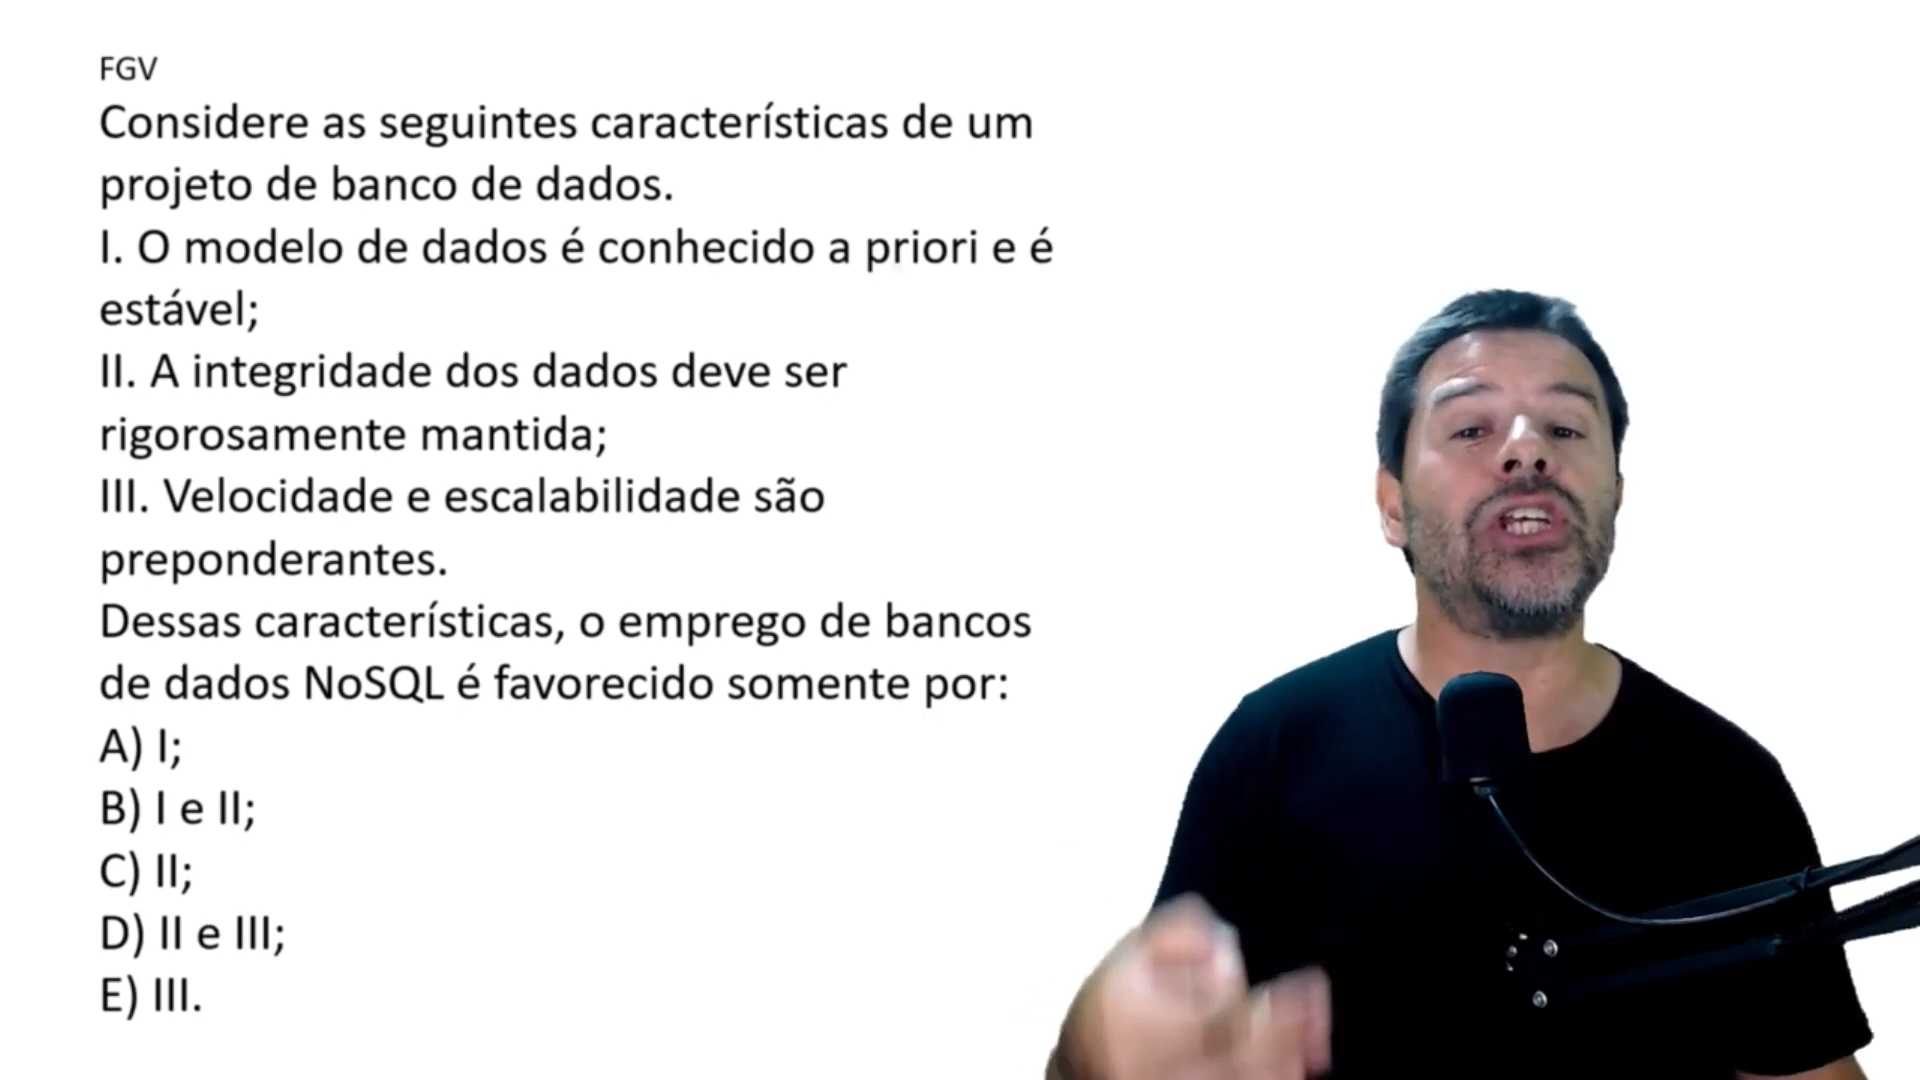 FGV
Considere as seguintes características de um
projeto de banco de dados.
I. O modelo de dados é conhecido a priori e é
estável;
II. A integridade dos dados deve ser
rigorosamente mantida;
III. Velocidade e escalabilidade são
preponderantes.
Dessas características, o emprego de bancos
de dados NoSQL é favorecido somente por:
A) I;
B) I e II;
C) II;
D) II e III;
E) III.